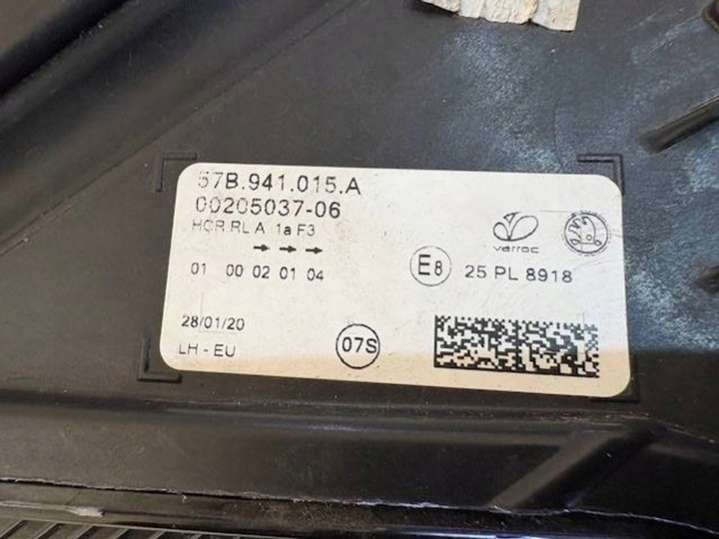 57B.941.015.A
00205037-06
HCR RL A 1a F3
01 00 02 01 04
varroc
E8 25 PL 8918
28/01/20
LH - EU
07S